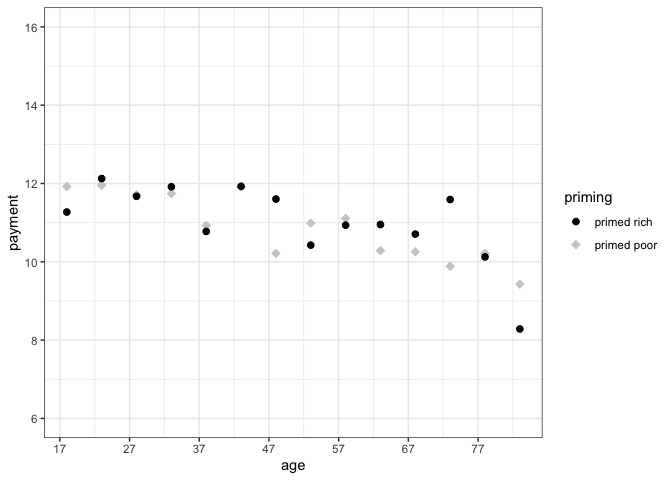 16
14
12
10
8
6
payment
17 27 37 47 57 67 77
age
priming
primed rich
primed poor